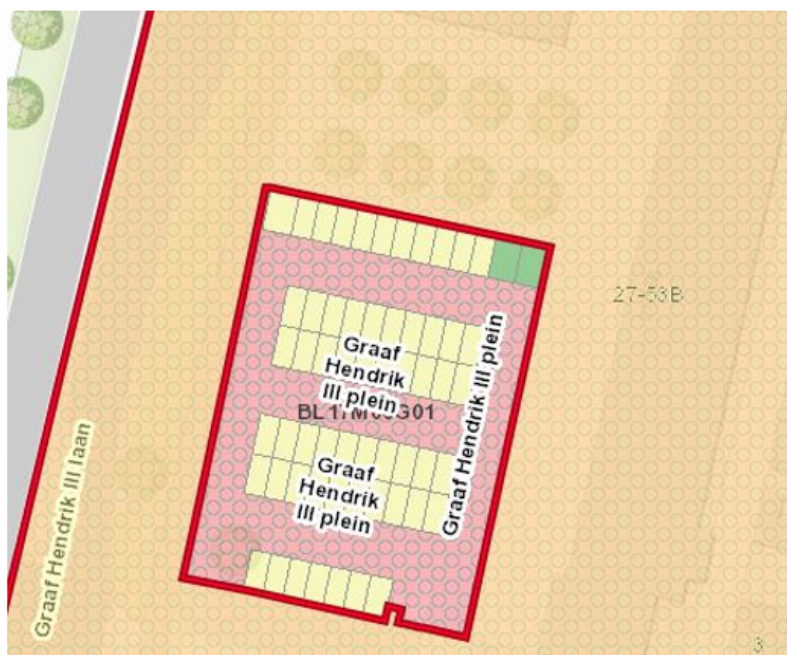 27-53B
Graaf
Hendrik
III plein
Graaf Hendrik III plein
Graaf
Hendrik
III plein
Graaf Hendrik III laan
3